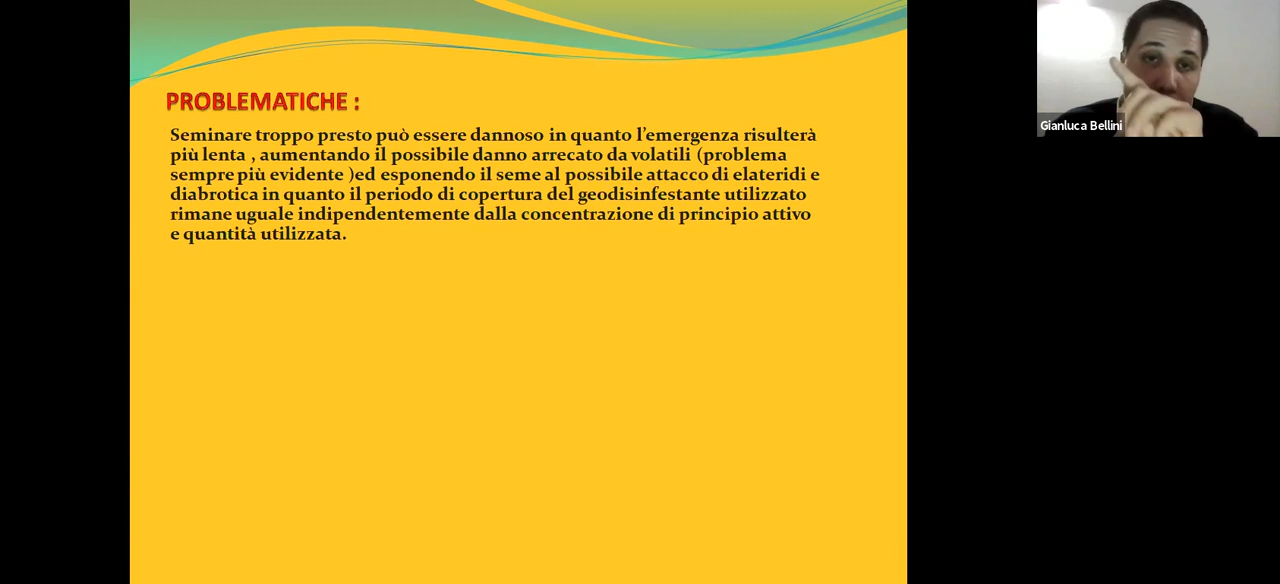 PROBLEMATICHE :
Seminare troppo presto può essere dannoso in quanto l’emergenza risulterà
più lenta , aumentando il possibile danno arrecato da volatili (problema
sempre più evidente )ed esponendo il seme al possibile attacco di elateridi e
diabrotica in quanto il periodo di copertura del geodisinfestante utilizzato
rimane uguale indipendentemente dalla concentrazione di principio attivo
e quantità utilizzata.
Gianluca Bellini